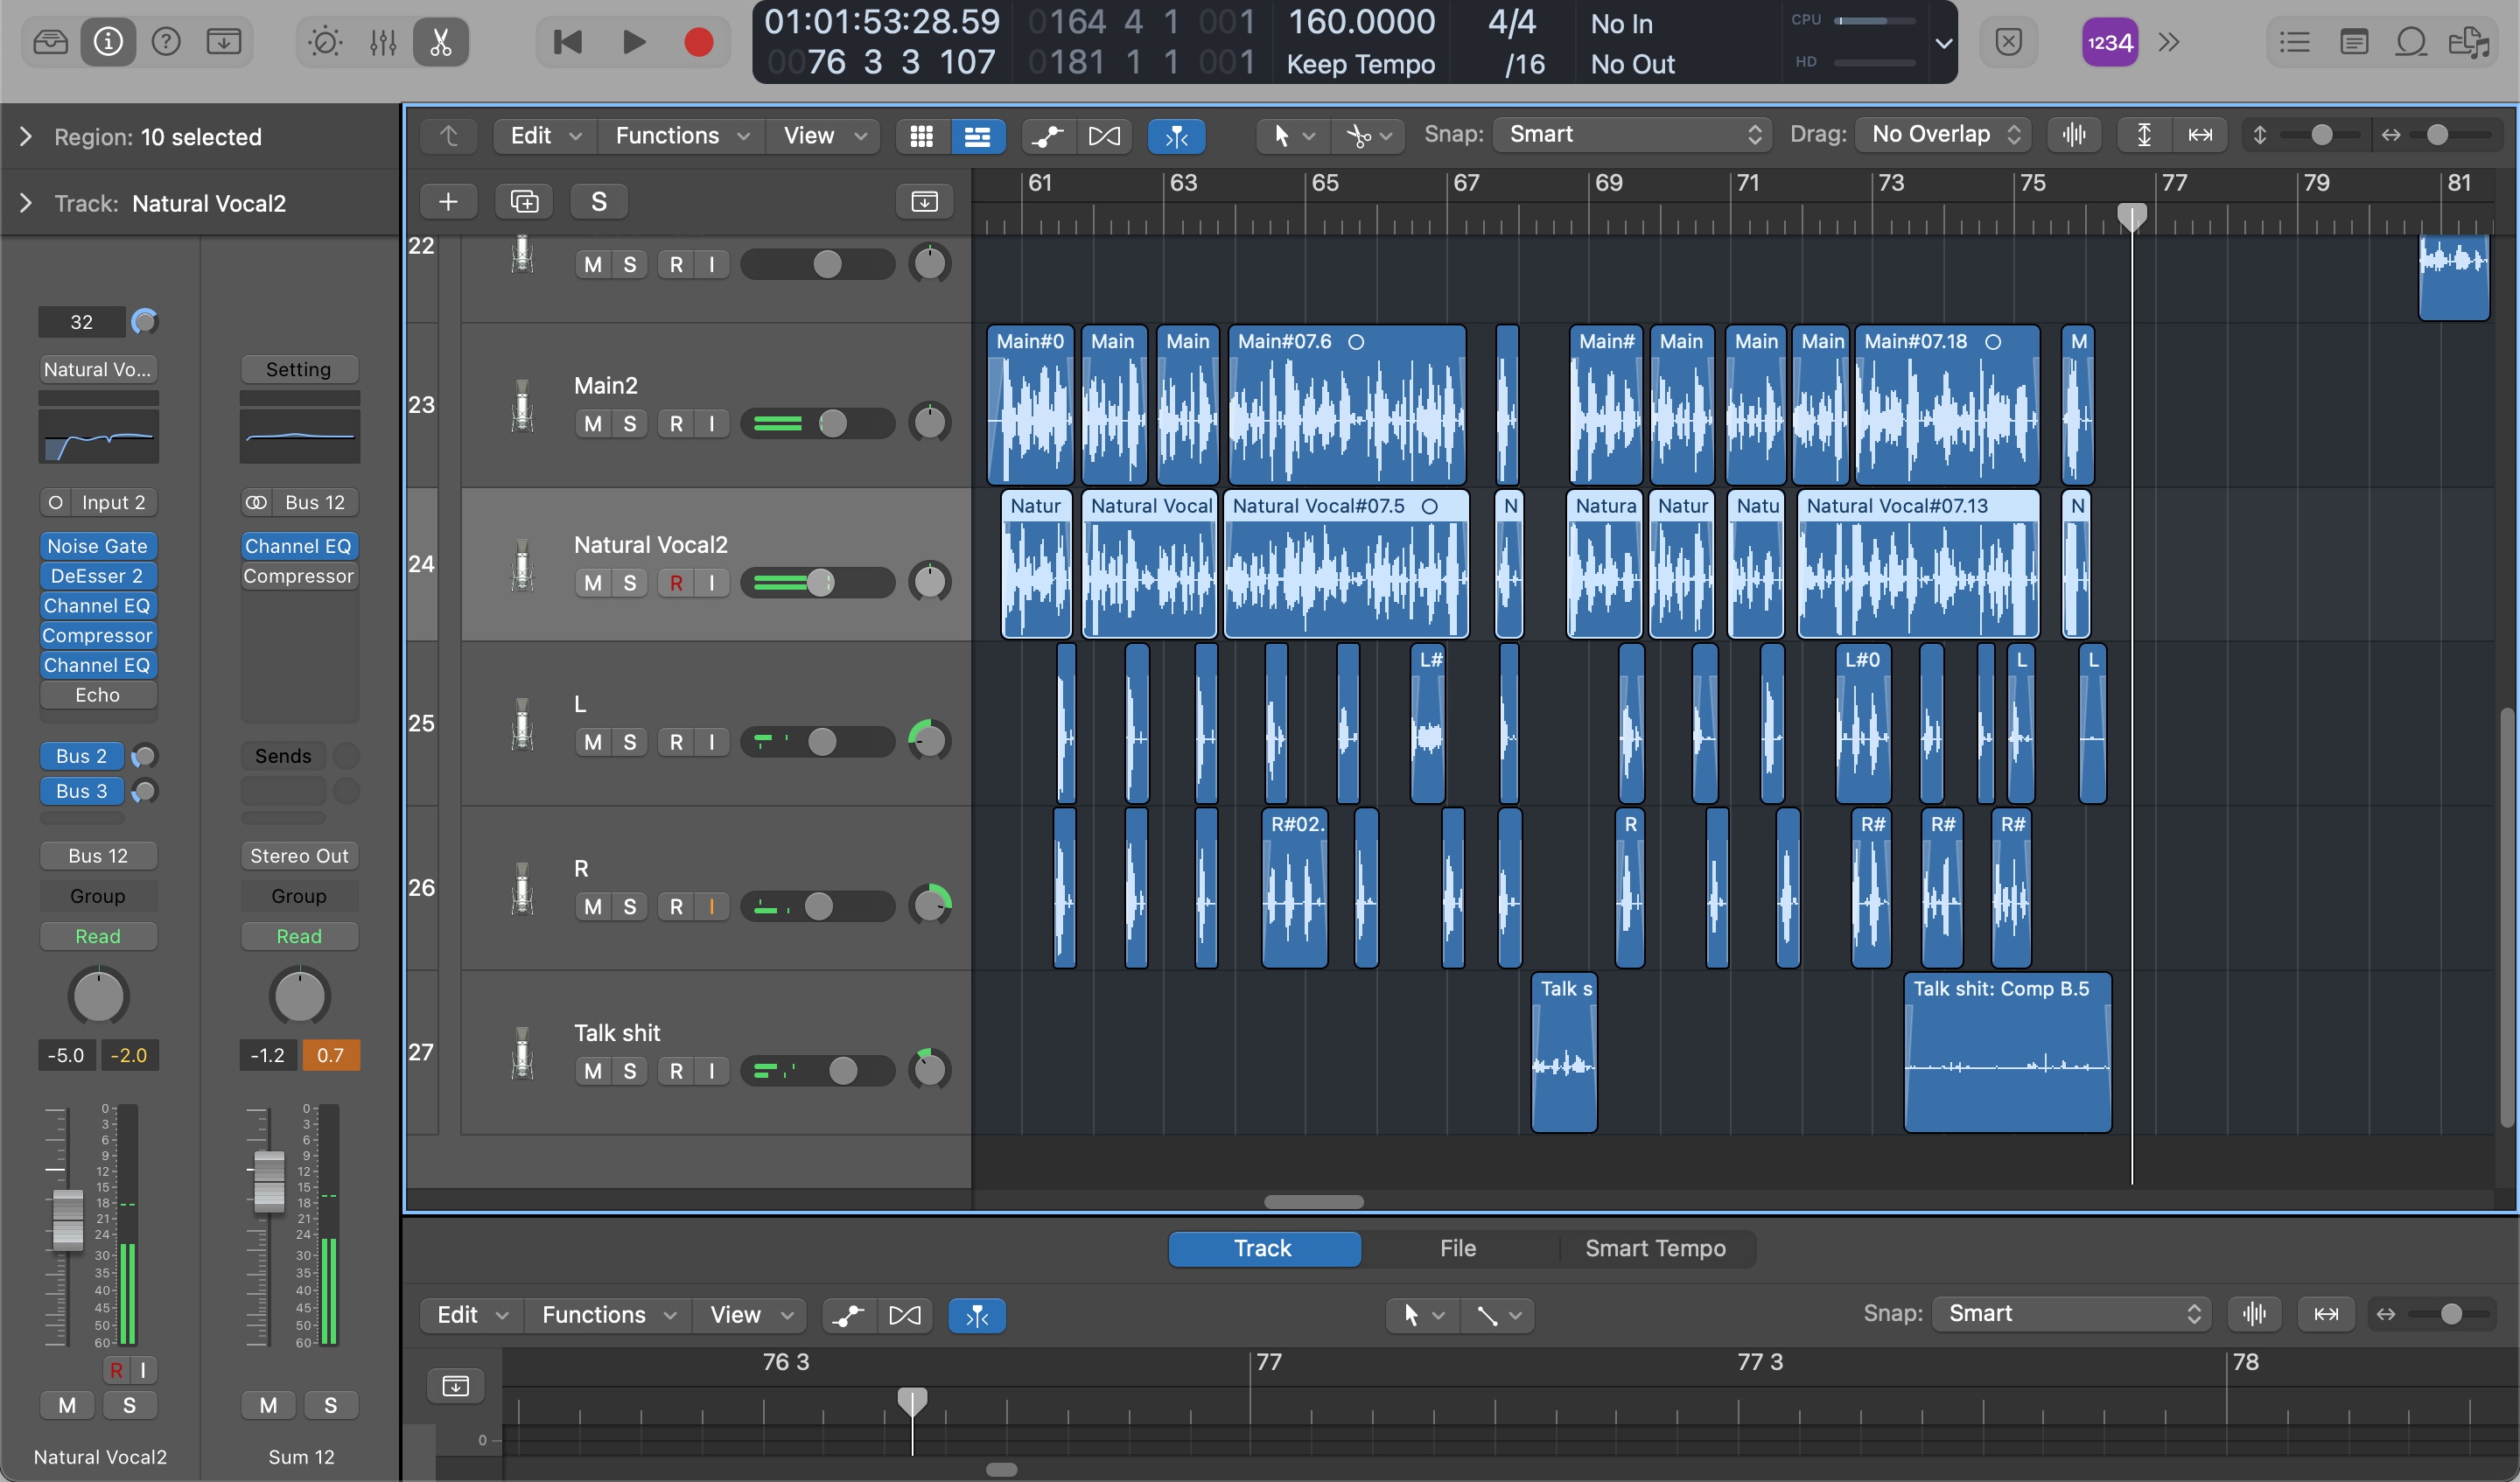 01:01:53:28.59
0076 3 3 107
0164 4 1 001
0181 1 1 001
160.0000
Keep Tempo
4/4
/16
No In
No Out
CPU
HD
1234
Region: 10 selected
Track: Natural Vocal2
Edit
Functions
View
Snap: Smart
Drag: No Overlap
S
61 63 65 67 69 71 73 75 77 79 81
22
M S R I
23
Main2
M S R I
Main#0
Main
Main
Main#07.6
Main#
Main
Main
Main
Main#07.18
M
24
Natural Vocal2
M S R I
Natur
Natural Vocal
Natural Vocal#07.5
N
Natura
Natur
Natu
Natural Vocal#07.13
N
25
L
M S R I
L#
L#0
L
L
26
R
M S R I
R#02.
R
R#
R#
R#
27
Talk shit
M S R I
Talk s
Talk shit: Comp B.5
32
Natural Vo...
Input 2
Noise Gate
DeEsser 2
Channel EQ
Compressor
Channel EQ
Echo
Bus 2
Bus 3
Bus 12
Group
Read
-5.0 -2.0
0
3
6
9
12
15
18
21
24
30
35
40
45
50
60
R I
M S
Natural Vocal2
Setting
Bus 12
Channel EQ
Compressor
Sends
Stereo Out
Group
Read
-1.2 0.7
0
3
6
9
12
15
18
21
24
30
35
40
45
50
60
M S
Sum 12
Track
File
Smart Tempo
Edit
Functions
View
Snap: Smart
76 3
77
77 3
78
0